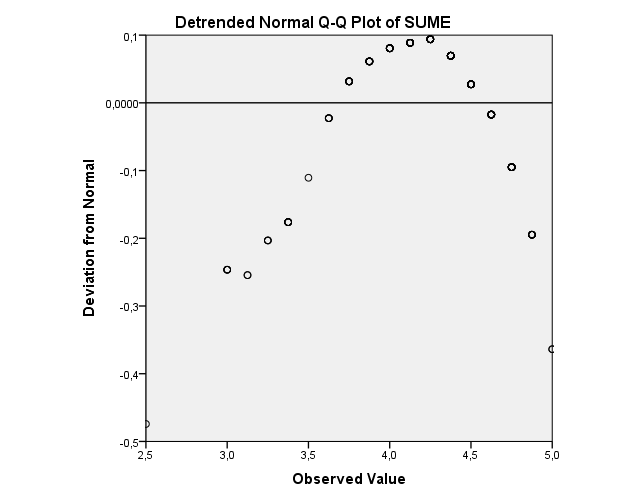 Detrended Normal Q-Q Plot of SUME
0,1
0,0000
-0,1
-0,2
-0,3
-0,4
-0,5
Deviation from Normal
2,5 3,0 3,5 4,0 4,5 5,0
Observed Value